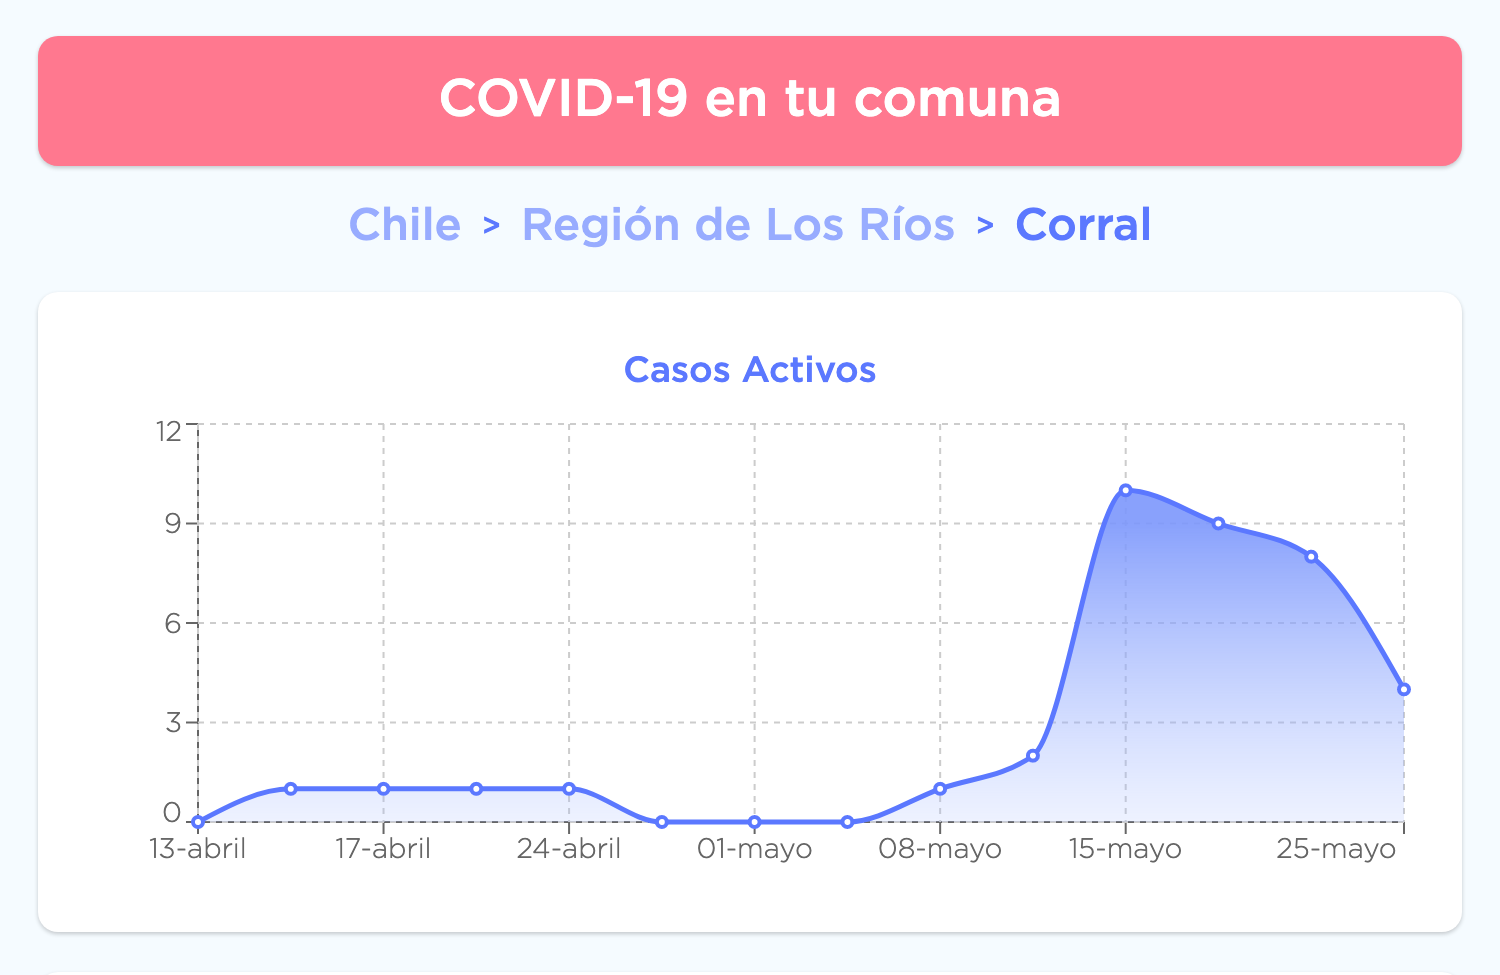 COVID-19 en tu comuna
Chile > Región de Los Ríos > Corral
Casos Activos
12
9
6
3
0
13-abril 17-abril 24-abril 01-mayo 08-mayo 15-mayo 25-mayo